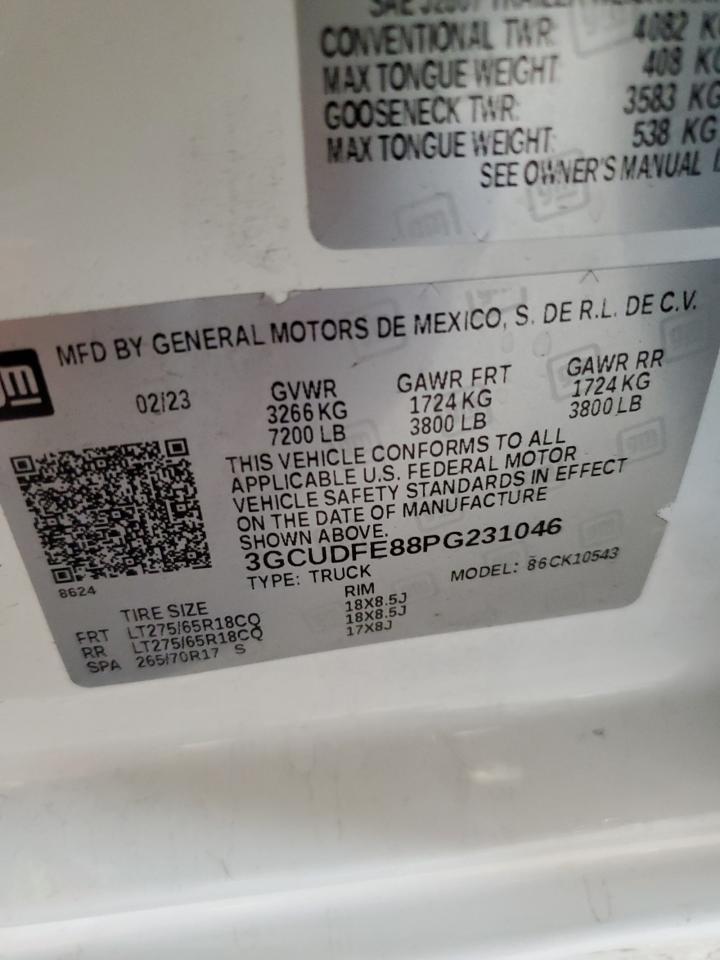 CONVENTIONAL TWR: 4082 KG
MAX TONGUE WEIGHT: 408 KG
GOOSENECK TWR: 3583 KG
MAX TONGUE WEIGHT: 538 KG
SEE OWNER'S MANUAL
gm
MFD BY GENERAL MOTORS DE MEXICO, S. DE R.L. DE C.V.
02/23 GVWR GAWR FRT GAWR RR
3266 KG 1724 KG 1724 KG
7200 LB 3800 LB 3800 LB
THIS VEHICLE CONFORMS TO ALL
APPLICABLE U.S. FEDERAL MOTOR
VEHICLE SAFETY STANDARDS IN EFFECT
ON THE DATE OF MANUFACTURE
SHOWN ABOVE.
3GCUDFE88PG231046
TYPE: TRUCK MODEL: 86CK10543
8624
TIRE SIZE RIM
FRT LT275/65R18CQ 18X8.5J
RR LT275/65R18CQ 18X8.5J
SPA 265/70R17 S 17X8J